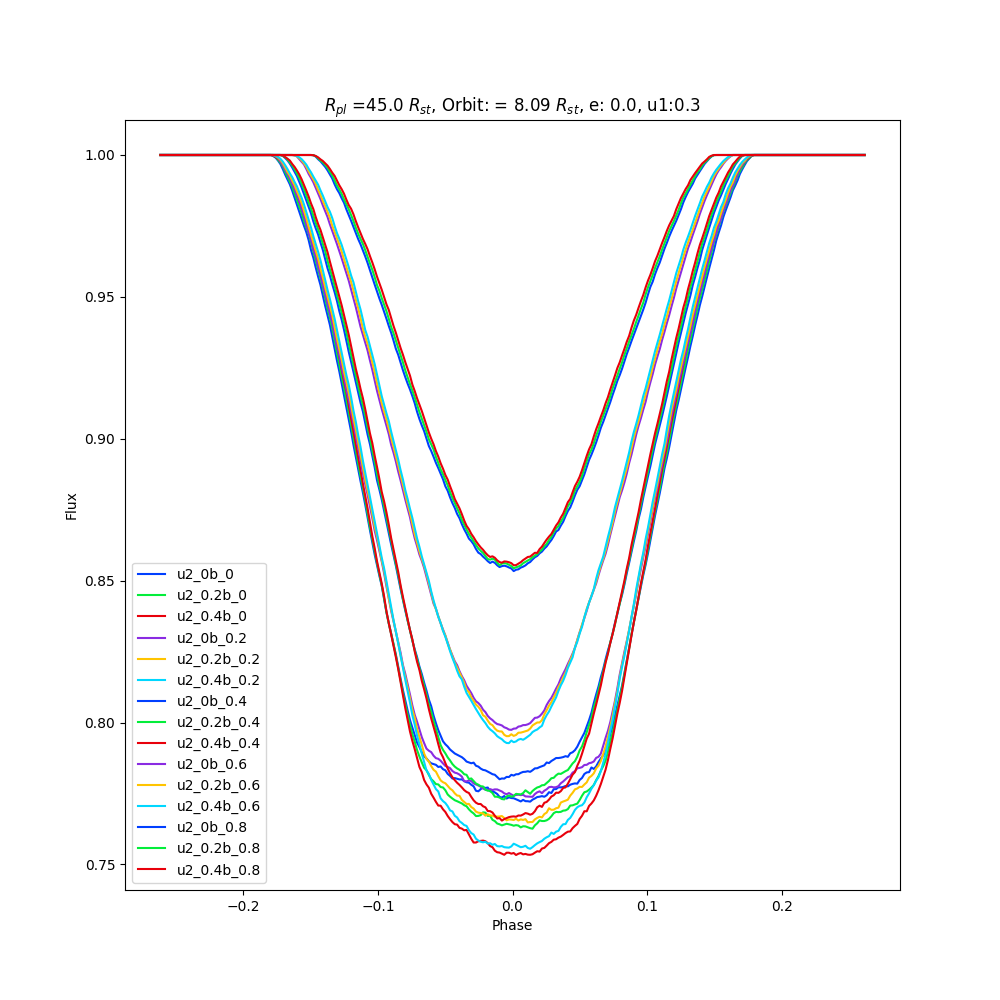 R_pl =45.0 R_st, Orbit: = 8.09 R_st, e: 0.0, u1:0.3
1.00
0.95
0.90
0.85
0.80
0.75
Flux
u2_0b_0
u2_0.2b_0
u2_0.4b_0
u2_0b_0.2
u2_0.2b_0.2
u2_0.4b_0.2
u2_0b_0.4
u2_0.2b_0.4
u2_0.4b_0.4
u2_0b_0.6
u2_0.2b_0.6
u2_0.4b_0.6
u2_0b_0.8
u2_0.2b_0.8
u2_0.4b_0.8
−0.2 −0.1 0.0 0.1 0.2
Phase